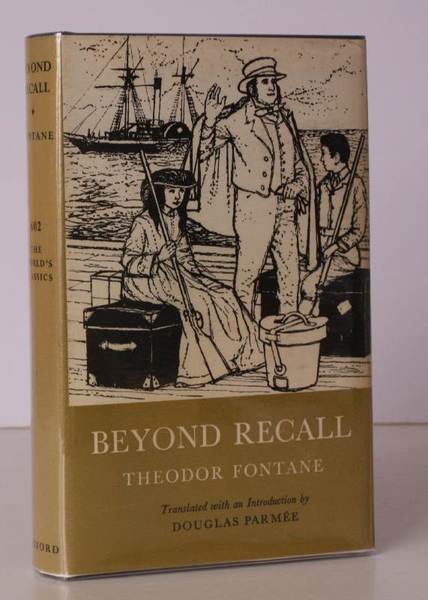 BEYOND
RECALL
FONTANE
602
THE
WORLD'S
CLASSICS
OXFORD
BEYOND RECALL
THEODOR FONTANE
Translated with an Introduction by
DOUGLAS PARMÉE